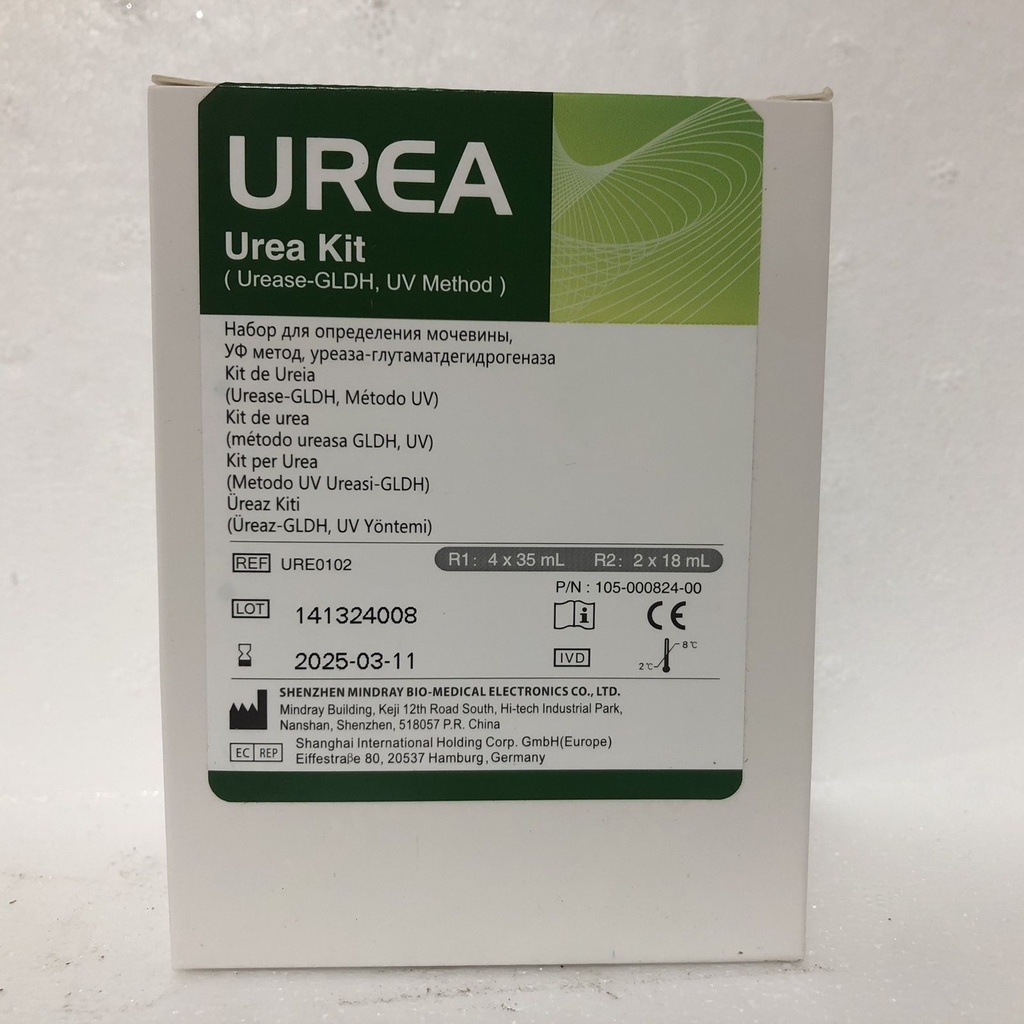 UREA
Urea Kit
( Urease-GLDH, UV Method )
Набор для определения мочевины,
УФ метод, уреаза-глутаматдегидрогеназа
Kit de Ureia
(Urease-GLDH, Método UV)
Kit de urea
(método ureasa GLDH, UV)
Kit per Urea
(Metodo UV Ureasi-GLDH)
Üreaz Kiti
(Üreaz-GLDH, UV Yöntemi)
REF URE0102 R1: 4 x 35 mL R2: 2 x 18 mL
P/N : 105-000824-00
LOT 141324008 i CE
2025-03-11 IVD 2℃ 8℃
SHENZHEN MINDRAY BIO-MEDICAL ELECTRONICS CO., LTD.
Mindray Building, Keji 12th Road South, Hi-tech Industrial Park,
Nanshan, Shenzhen, 518057 P.R. China
EC REP Shanghai International Holding Corp. GmbH(Europe)
Eiffestraβe 80, 20537 Hamburg, Germany